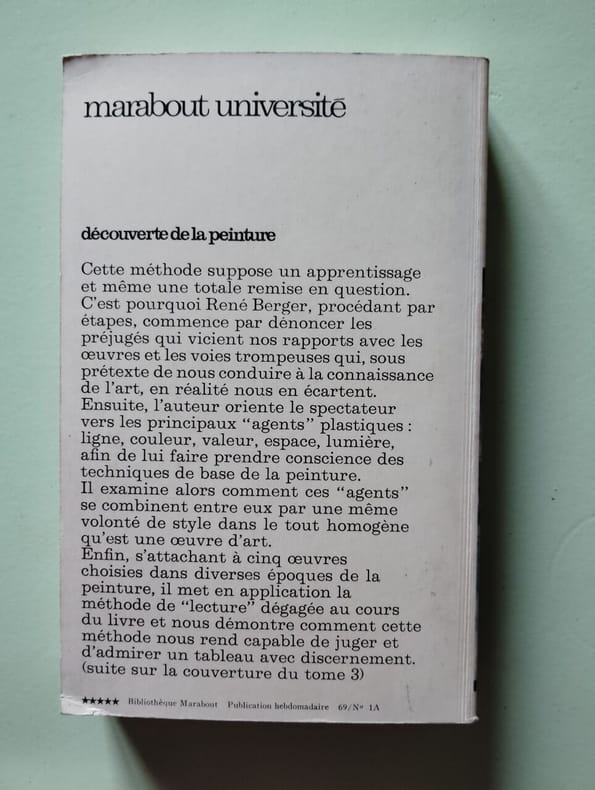 marabout université
découverte de la peinture
Cette méthode suppose un apprentissage
et même une totale remise en question.
C'est pourquoi René Berger, procédant par
étapes, commence par dénoncer les
préjugés qui vicient nos rapports avec les
œuvres et les voies trompeuses qui, sous
prétexte de nous conduire à la connaissance
de l'art, en réalité nous en écartent.
Ensuite, l'auteur oriente le spectateur
vers les principaux “agents” plastiques :
ligne, couleur, valeur, espace, lumière,
afin de lui faire prendre conscience des
techniques de base de la peinture.
Il examine alors comment ces “agents”
se combinent entre eux par une même
volonté de style dans le tout homogène
qu'est une œuvre d'art.
Enfin, s'attachant à cinq œuvres
choisies dans diverses époques de la
peinture, il met en application la
méthode de “lecture” dégagée au cours
du livre et nous démontre comment cette
méthode nous rend capable de juger et
d'admirer un tableau avec discernement.
(suite sur la couverture du tome 3)
★★★★★ Bibliothèque Marabout Publication hebdomadaire 69/Nº 1A